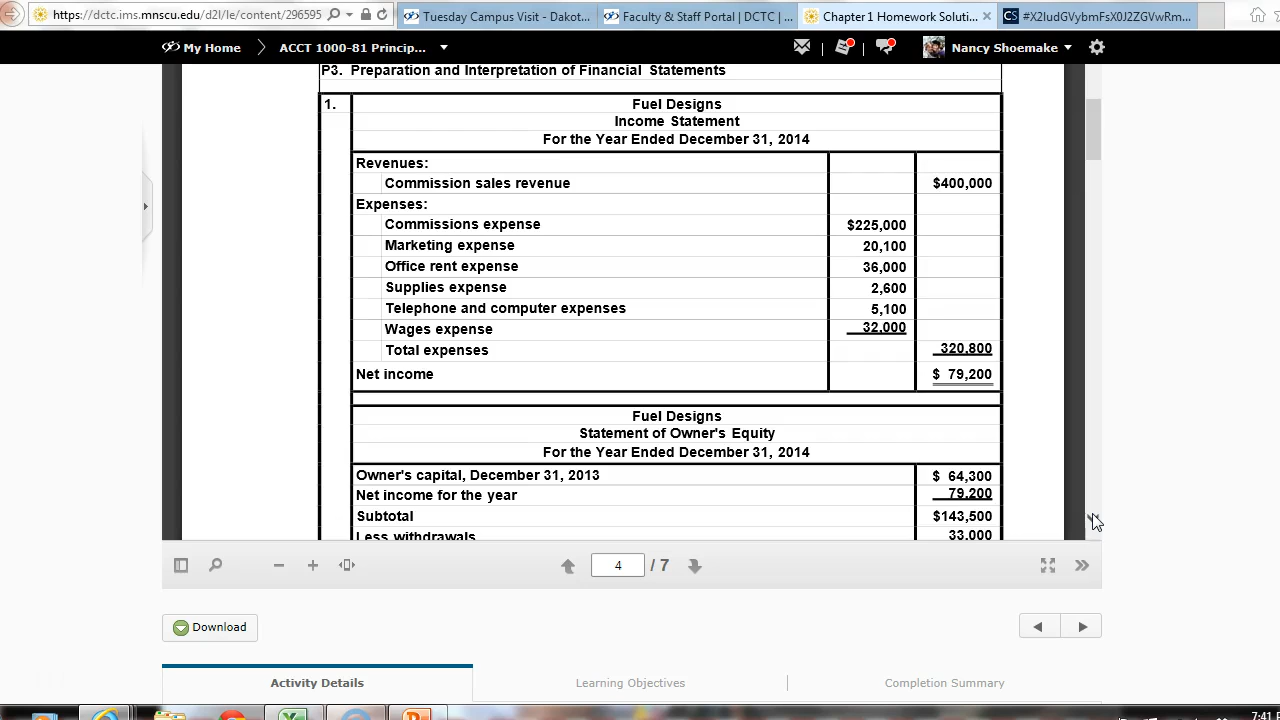 https://dctc.ims.mnscu.edu/d2l/le/content/296595
Tuesday Campus Visit - Dakot...
Faculty & Staff Portal | DCTC | ...
Chapter 1 Homework Soluti...
CS #X2ludGVybmFsX0J2ZGVwRm...
My Home
ACCT 1000-81 Princip...
Nancy Shoemake
P3. Preparation and Interpretation of Financial Statements
1.
Fuel Designs
Income Statement
For the Year Ended December 31, 2014
Revenues:
Commission sales revenue $400,000
Expenses:
Commissions expense $225,000
Marketing expense 20,100
Office rent expense 36,000
Supplies expense 2,600
Telephone and computer expenses 5,100
Wages expense 32,000
Total expenses 320,800
Net income $ 79,200
Fuel Designs
Statement of Owner's Equity
For the Year Ended December 31, 2014
Owner's capital, December 31, 2013 $ 64,300
Net income for the year 79,200
Subtotal $143,500
Less withdrawals 33,000
4 / 7
Download
Activity Details
Learning Objectives
Completion Summary
7:41